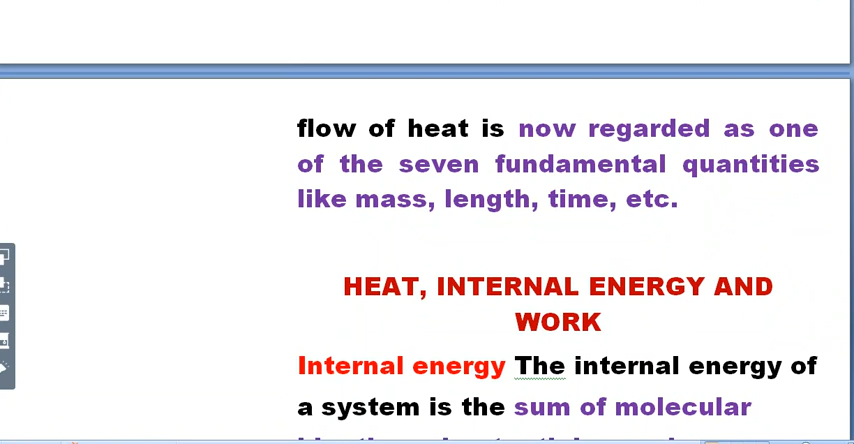 flow of heat is now regarded as one
of the seven fundamental quantities
like mass, length, time, etc.
HEAT, INTERNAL ENERGY AND
WORK
Internal energy The internal energy of
a system is the sum of molecular